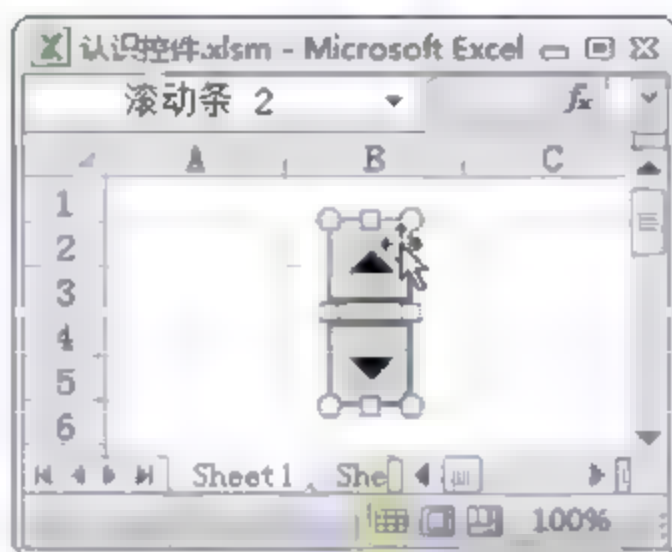 认识控件.xlsm - Microsoft Excel
滚动条 2 fx
A B C
1
2
3
4
5
6
Sheet1 She
100%